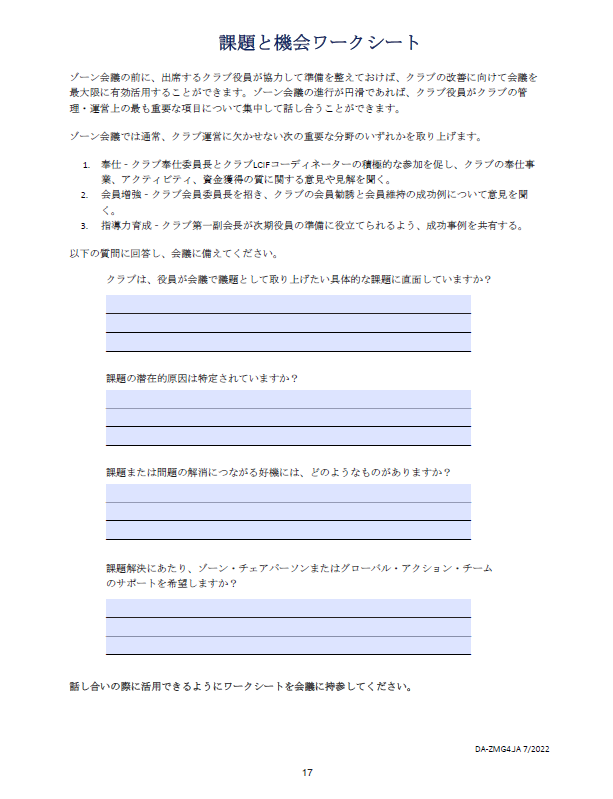 課題と機会ワークシート
ゾーン会議の前に、出席するクラブ役員が協力して準備を整えておけば、クラブの改善に向けて会議を
最大限に有効活用することができます。ゾーン会議の進行が円滑であれば、クラブ役員がクラブの管
理・運営上の最も重要な項目について集中して話し合うことができます。
ゾーン会議では通常、クラブ運営に欠かせない次の重要な分野のいずれかを取り上げます。
1. 奉仕 - クラブ奉仕委員長とクラブLCIFコーディネーターの積極的な参加を促し、クラブの奉仕事
業、アクティビティ、資金獲得の質に関する意見や見解を聞く。
2. 会員増強 - クラブ会員委員長を招き、クラブの会員勧誘と会員維持の成功例について意見を聞
く。
3. 指導力育成 - クラブ第一副会長が次期役員の準備に役立てられるよう、成功事例を共有する。
以下の質問に回答し、会議に備えてください。
クラブは、役員が会議で議題として取り上げたい具体的な課題に直面していますか？
課題の潜在的原因は特定されていますか？
課題または問題の解消につながる好機には、どのようなものがありますか？
課題解決にあたり、ゾーン・チェアパーソンまたはグローバル・アクション・チーム
のサポートを希望しますか？
話し合いの際に活用できるようにワークシートを会議に持参してください。
DA-ZMG4.JA 7/2022
17